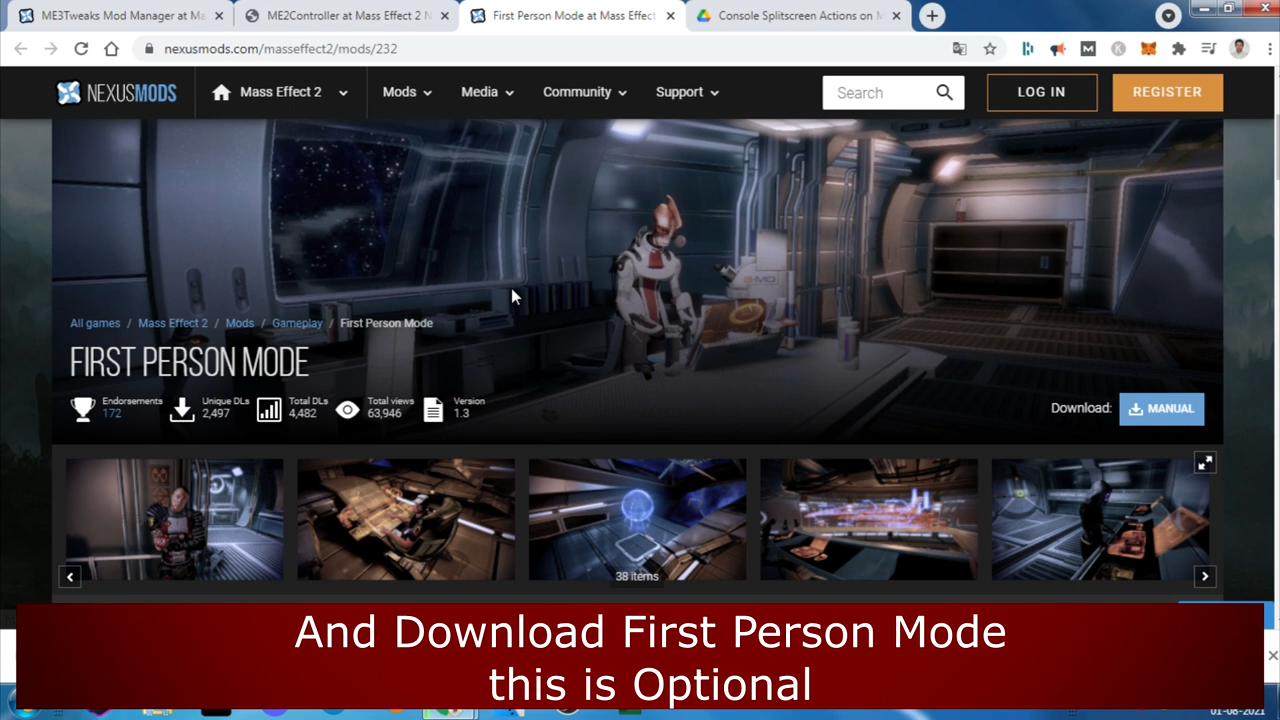 ME3Tweaks Mod Manager at Ma
ME2Controller at Mass Effect 2 N
First Person Mode at Mass Effect
Console Splitscreen Actions on M
nexusmods.com/masseffect2/mods/232
NEXUSMODS
Mass Effect 2
Mods
Media
Community
Support
Search
LOG IN
REGISTER
All games / Mass Effect 2 / Mods / Gameplay / First Person Mode
FIRST PERSON MODE
Endorsements
172
Unique DLs
2,497
Total DLs
4,482
Total views
63,946
Version
1.3
Download:
MANUAL
38 items
And Download First Person Mode
this is Optional
01-08-2021